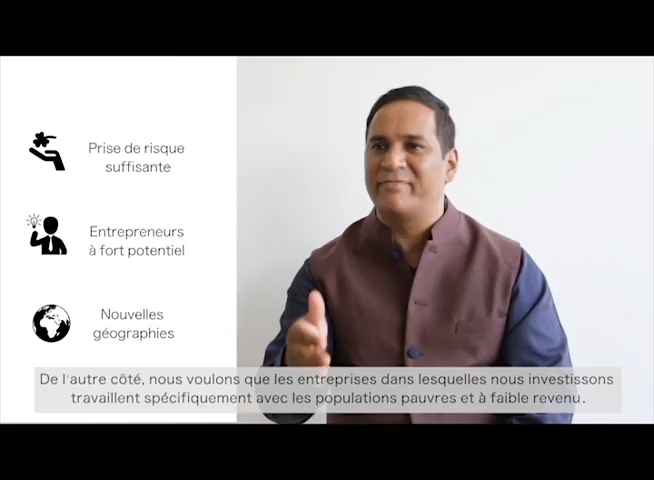 Prise de risque
suffisante
Entrepreneurs
à fort potentiel
Nouvelles
géographies
De l'autre côté, nous voulons que les entreprises dans lesquelles nous investissons
travaillent spécifiquement avec les populations pauvres et à faible revenu.